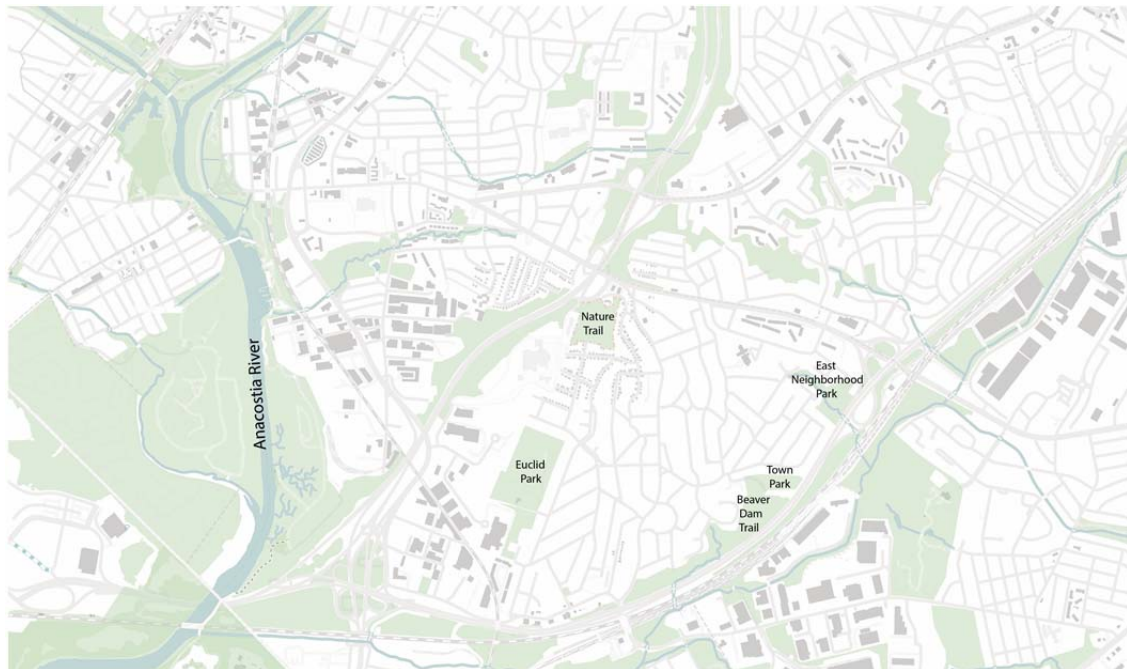 Nature
Trail
East
Neighborhood
Park
Anacostia River
Euclid
Park
Town
Park
Beaver
Dam
Trail